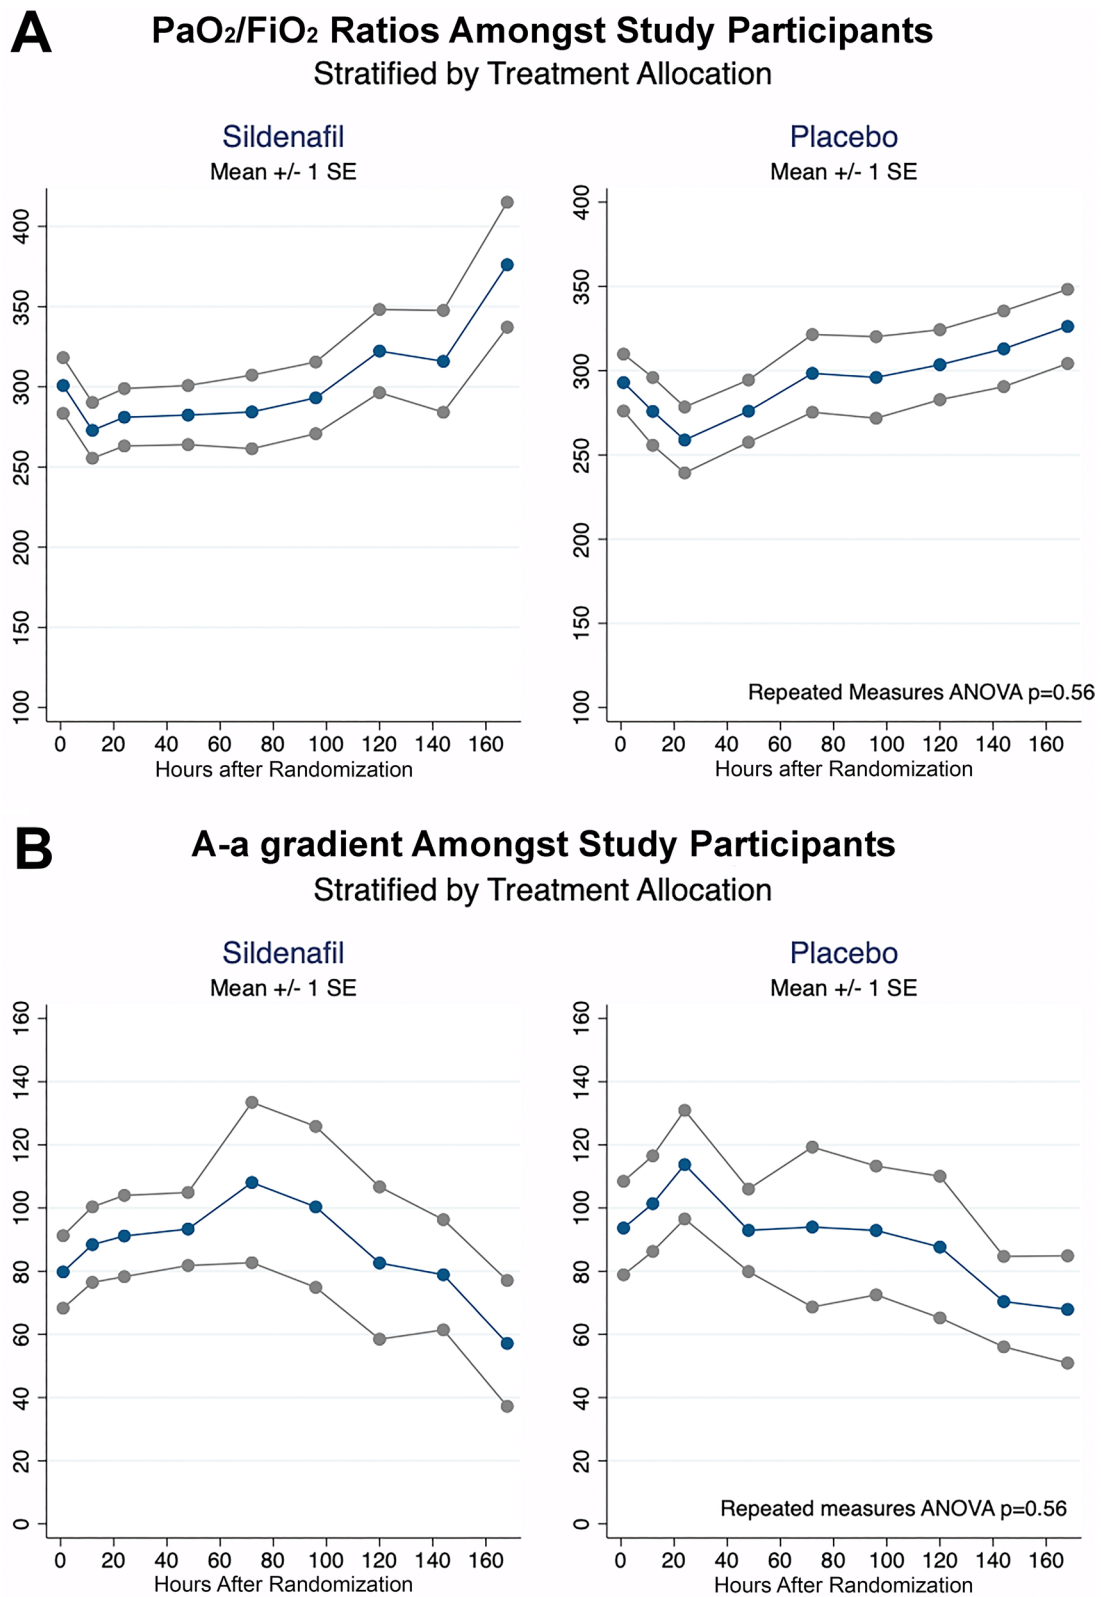 A
PaO₂/FiO₂ Ratios Amongst Study Participants
Stratified by Treatment Allocation
Sildenafil
Mean +/- 1 SE
400
350
300
250
200
150
100
0 20 40 60 80 100 120 140 160
Hours after Randomization
Placebo
Mean +/- 1 SE
400
350
300
250
200
150
100
Repeated Measures ANOVA p=0.56
0 20 40 60 80 100 120 140 160
Hours after Randomization
B
A-a gradient Amongst Study Participants
Stratified by Treatment Allocation
Sildenafil
Mean +/- 1 SE
160
140
120
100
80
60
40
20
0
0 20 40 60 80 100 120 140 160
Hours After Randomization
Placebo
Mean +/- 1 SE
160
140
120
100
80
60
40
20
0
Repeated measures ANOVA p=0.56
0 20 40 60 80 100 120 140 160
Hours After Randomization